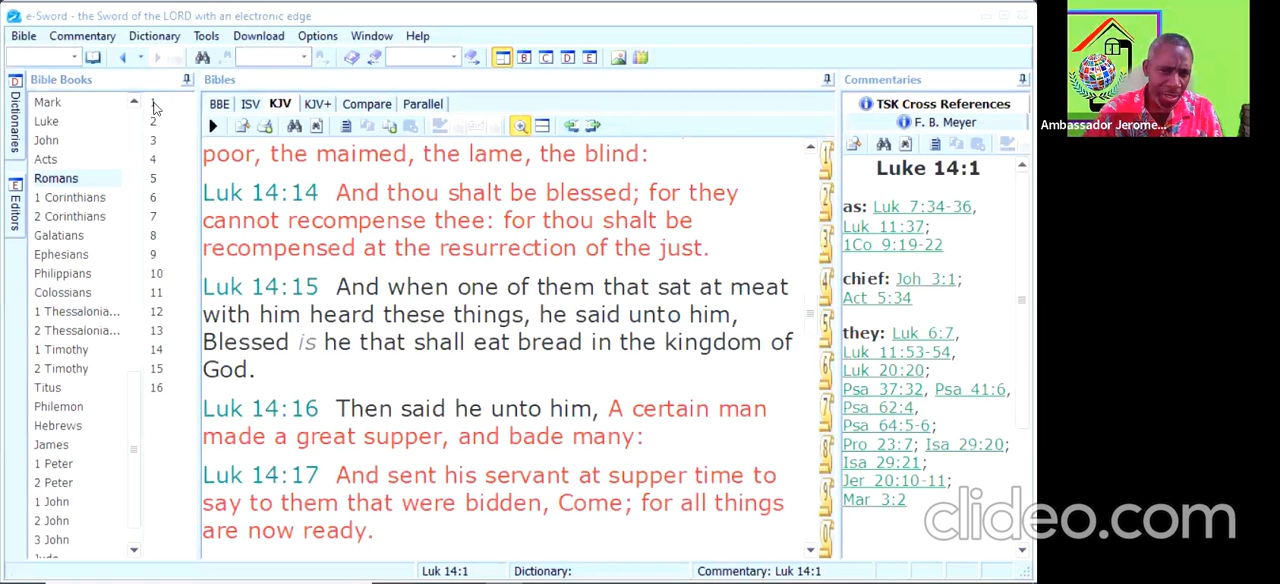 e-Sword - the Sword of the LORD with an electronic edge
Bible Commentary Dictionary Tools Download Options Window Help
B C D E
Bible Books
Bibles
Commentaries
D Dictionaries
E Editors
Mark
Luke
John
Acts
Romans
1 Corinthians
2 Corinthians
Galatians
Ephesians
Philippians
Colossians
1 Thessalonia...
2 Thessalonia...
1 Timothy
2 Timothy
Titus
Philemon
Hebrews
James
1 Peter
2 Peter
1 John
2 John
3 John
Jude
1
2
3
4
5
6
7
8
9
10
11
12
13
14
15
16
BBE ISV KJV KJV+ Compare Parallel
poor, the maimed, the lame, the blind:
Luk 14:14 And thou shalt be blessed; for they
cannot recompense thee: for thou shalt be
recompensed at the resurrection of the just.
Luk 14:15 And when one of them that sat at meat
with him heard these things, he said unto him,
Blessed is he that shall eat bread in the kingdom of
God.
Luk 14:16 Then said he unto him, A certain man
made a great supper, and bade many:
Luk 14:17 And sent his servant at supper time to
say to them that were bidden, Come; for all things
are now ready.
1
2
3
4
5
6
7
8
9
0
TSK Cross References
F. B. Meyer
Luke 14:1
as: Luk 7:34-36,
Luk 11:37;
1Co 9:19-22
chief: Joh 3:1;
Act 5:34
they: Luk 6:7,
Luk 11:53-54,
Luk 20:20;
Psa 37:32, Psa 41:6,
Psa 62:4,
Psa 64:5-6;
Pro 23:7; Isa 29:20;
Isa 29:21;
Jer 20:10-11;
Mar 3:2
Luk 14:1
Dictionary:
Commentary: Luk 14:1
Ambassador Jerome...
clideo.com